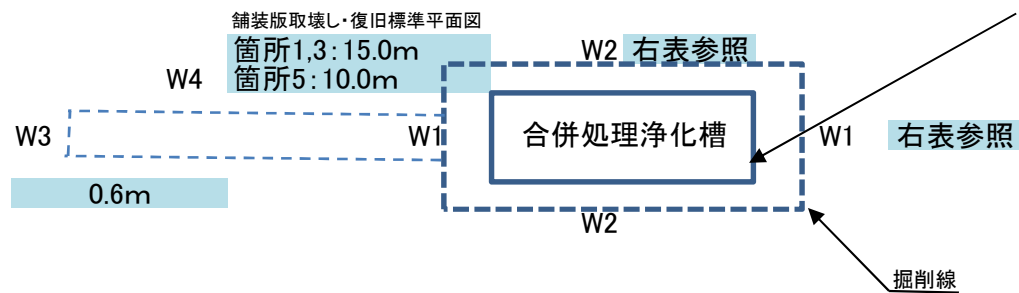 舗装版取壊し・復旧標準平面図
箇所1,3:15.0m
箇所5:10.0m
W4
W2 右表参照
W3
W1
合併処理浄化槽
W1
右表参照
0.6m
W2
掘削線